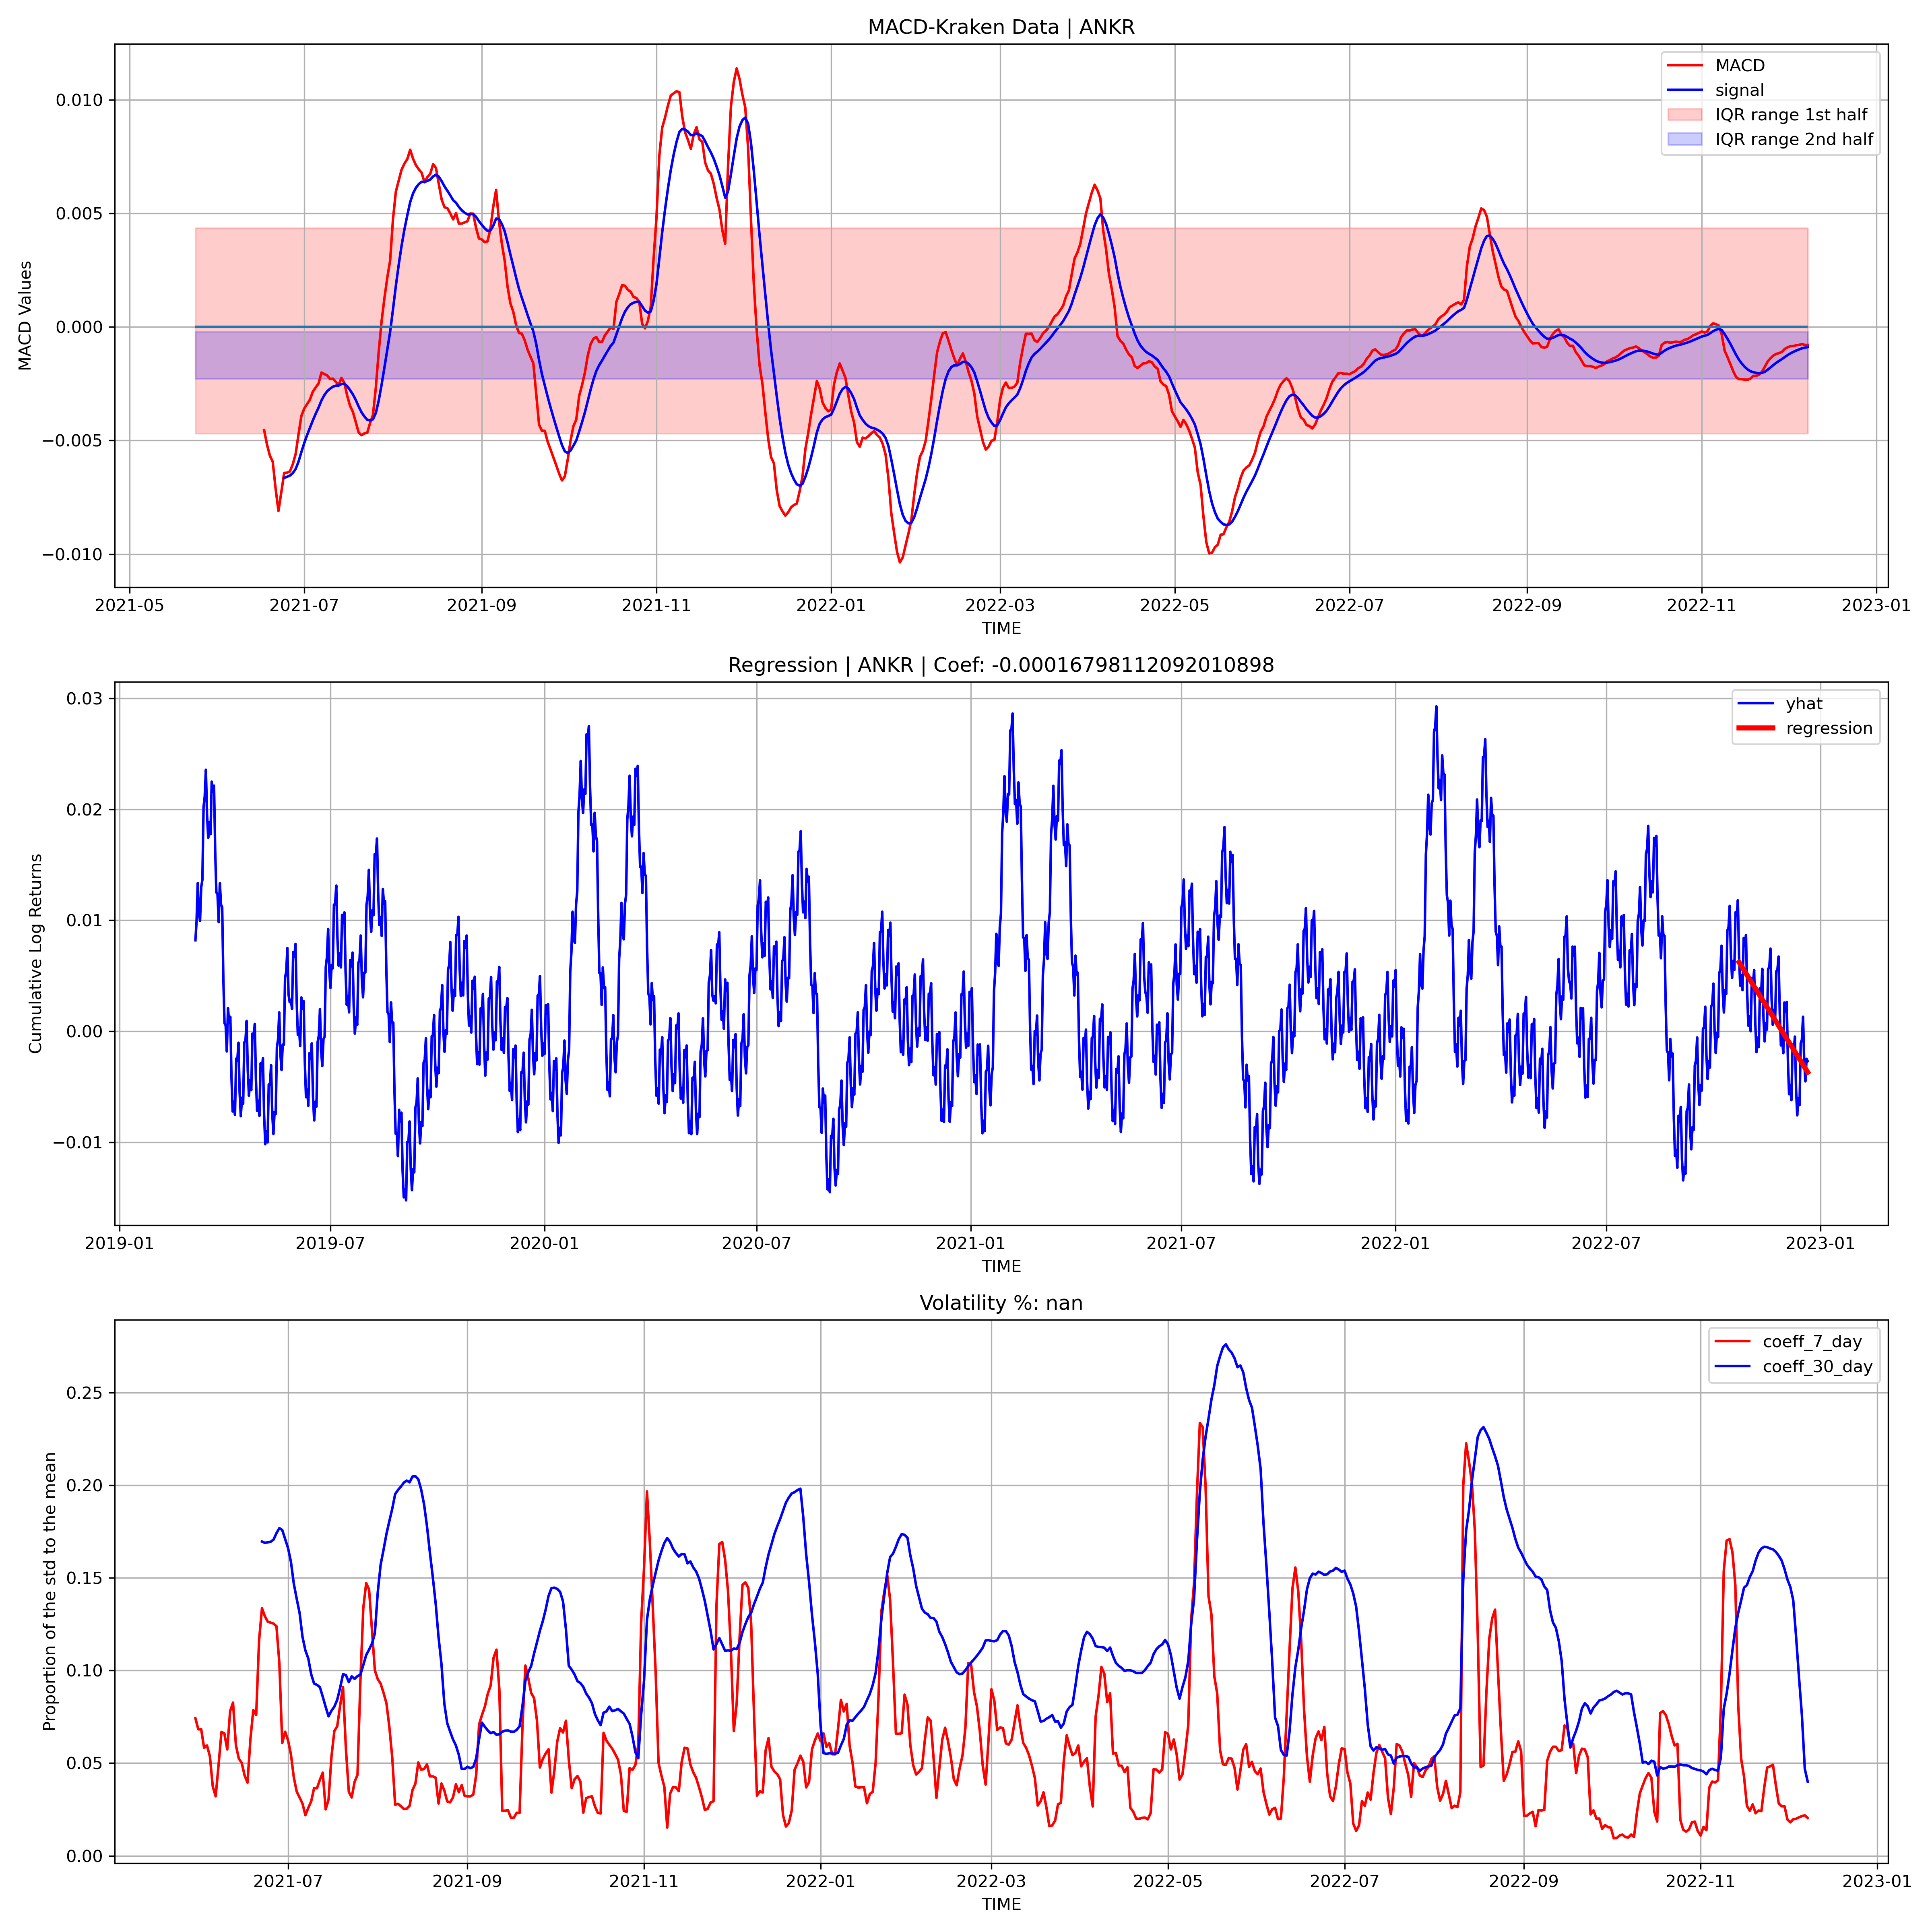 MACD-Kraken Data | ANKR
MACD
signal
IQR range 1st half
IQR range 2nd half
MACD Values
0.010
0.005
0.000
−0.005
−0.010
2021-05 2021-07 2021-09 2021-11 2022-01 2022-03 2022-05 2022-07 2022-09 2022-11 2023-01
TIME
Regression | ANKR | Coef: -0.00016798112092010898
yhat
regression
Cumulative Log Returns
0.03
0.02
0.01
0.00
−0.01
2019-01 2019-07 2020-01 2020-07 2021-01 2021-07 2022-01 2022-07 2023-01
TIME
Volatility %: nan
coeff_7_day
coeff_30_day
Proportion of the std to the mean
0.25
0.20
0.15
0.10
0.05
0.00
2021-07 2021-09 2021-11 2022-01 2022-03 2022-05 2022-07 2022-09 2022-11 2023-01
TIME